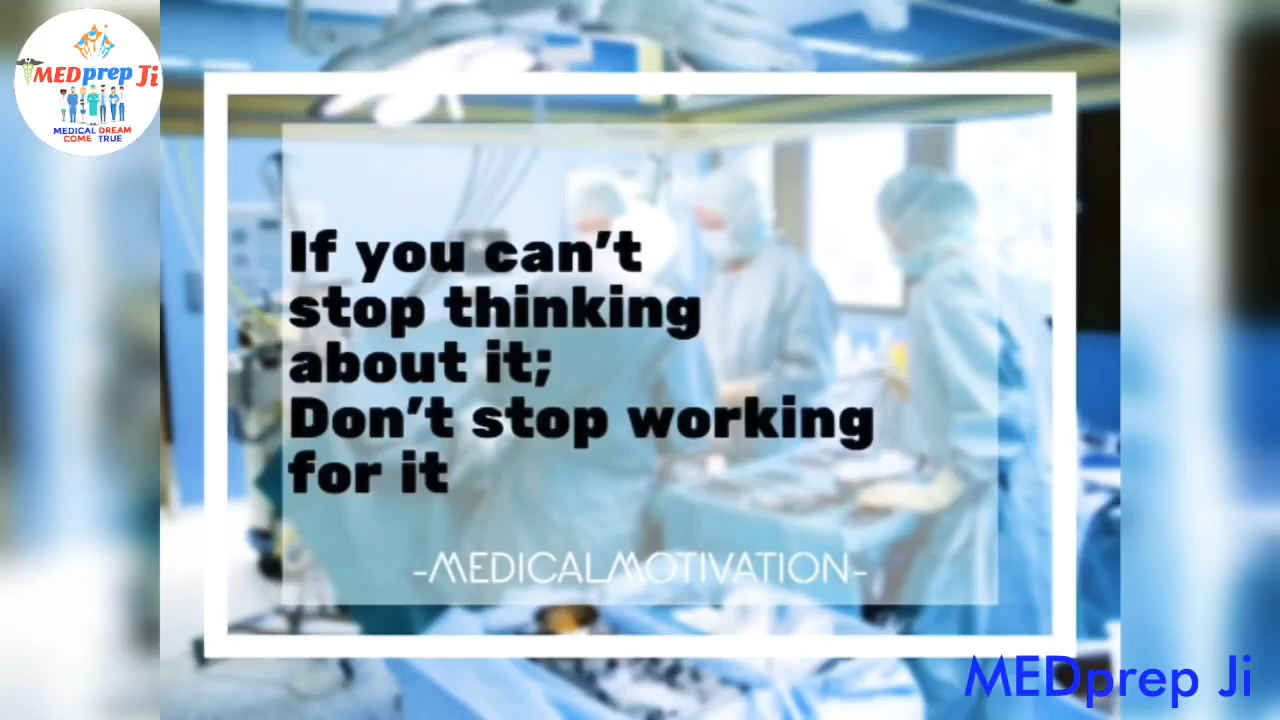 MEDprep Ji
MEDICAL DREAM
COME TRUE
If you can't
stop thinking
about it;
Don't stop working
for it
-MEDICALMOTIVATION-
MEDprep Ji